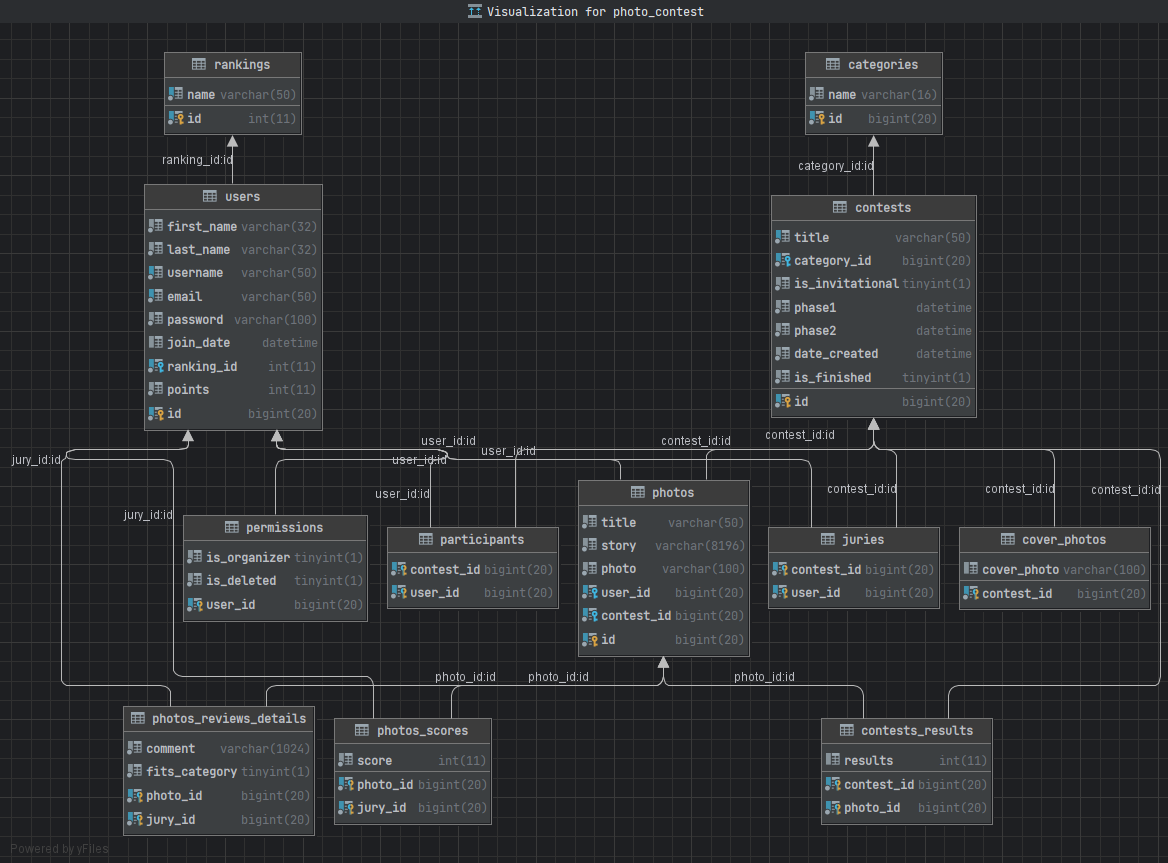 Visualization for photo_contest
rankings
name varchar(50)
id int(11)
categories
name varchar(16)
id bigint(20)
ranking_id:id
category_id:id
users
first_name varchar(32)
last_name varchar(32)
username varchar(50)
email varchar(50)
password varchar(100)
join_date datetime
ranking_id int(11)
points int(11)
id bigint(20)
contests
title varchar(50)
category_id bigint(20)
is_invitational tinyint(1)
phase1 datetime
phase2 datetime
date_created datetime
is_finished tinyint(1)
id bigint(20)
jury_id:id
user_id:id
user_id:id
user_id:id
contest_id:id
contest_id:id
user_id:id
contest_id:id
contest_id:id
contest_id:id
jury_id:id
permissions
is_organizer tinyint(1)
is_deleted tinyint(1)
user_id bigint(20)
participants
contest_id bigint(20)
user_id bigint(20)
photos
title varchar(50)
story varchar(8196)
photo varchar(100)
user_id bigint(20)
contest_id bigint(20)
id bigint(20)
juries
contest_id bigint(20)
user_id bigint(20)
cover_photos
cover_photo varchar(100)
contest_id bigint(20)
photo_id:id
photo_id:id
photo_id:id
photos_reviews_details
comment varchar(1024)
fits_category tinyint(1)
photo_id bigint(20)
jury_id bigint(20)
photos_scores
score int(11)
photo_id bigint(20)
jury_id bigint(20)
contests_results
results int(11)
contest_id bigint(20)
photo_id bigint(20)
Powered by yFiles